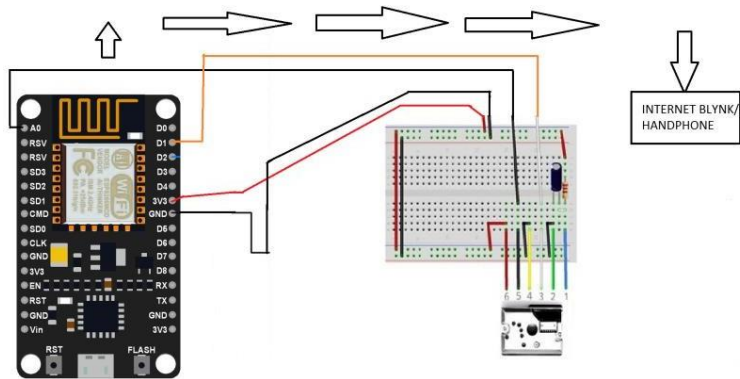 INTERNET BLYNK/
HANDPHONE
A0
RSV
RSV
SD3
SD2
SD1
CMD
SD0
CLK
GND
3V3
EN
RST
GND
Vin
D0
D1
D2
D3
D4
3V3
GND
D5
D6
D7
D8
RX
TX
GND
3V3
WiFi
RST
FLASH
6 5 4 3 2 1